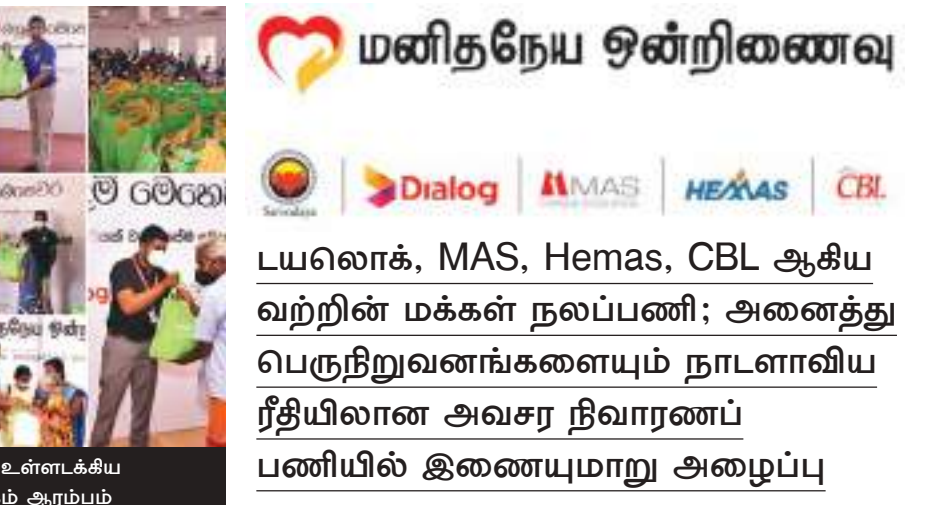 மனிதநேய ஒன்றிணைவு
Sarvodaya
Dialog
MAS
HEMAS
CBL
டயலொக், MAS, Hemas, CBL ஆகிய
வற்றின் மக்கள் நலப்பணி; அனைத்து
பெருநிறுவனங்களையும் நாடளாவிய
ரீதியிலான அவசர நிவாரணப்
பணியில் இணையுமாறு அழைப்பு
உள்ளடக்கிய
ஆரம்பம்